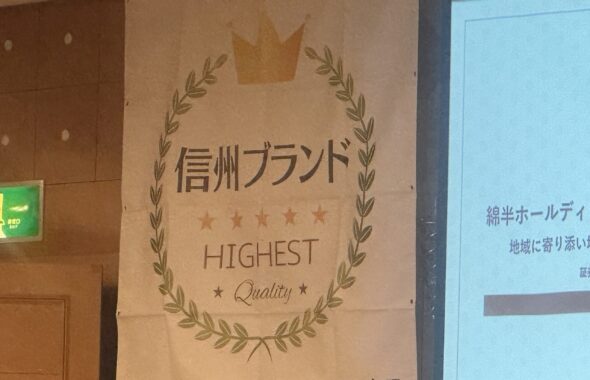 信州ブランド
HIGHEST
Quality
綿半ホールディ
地域に寄り添い